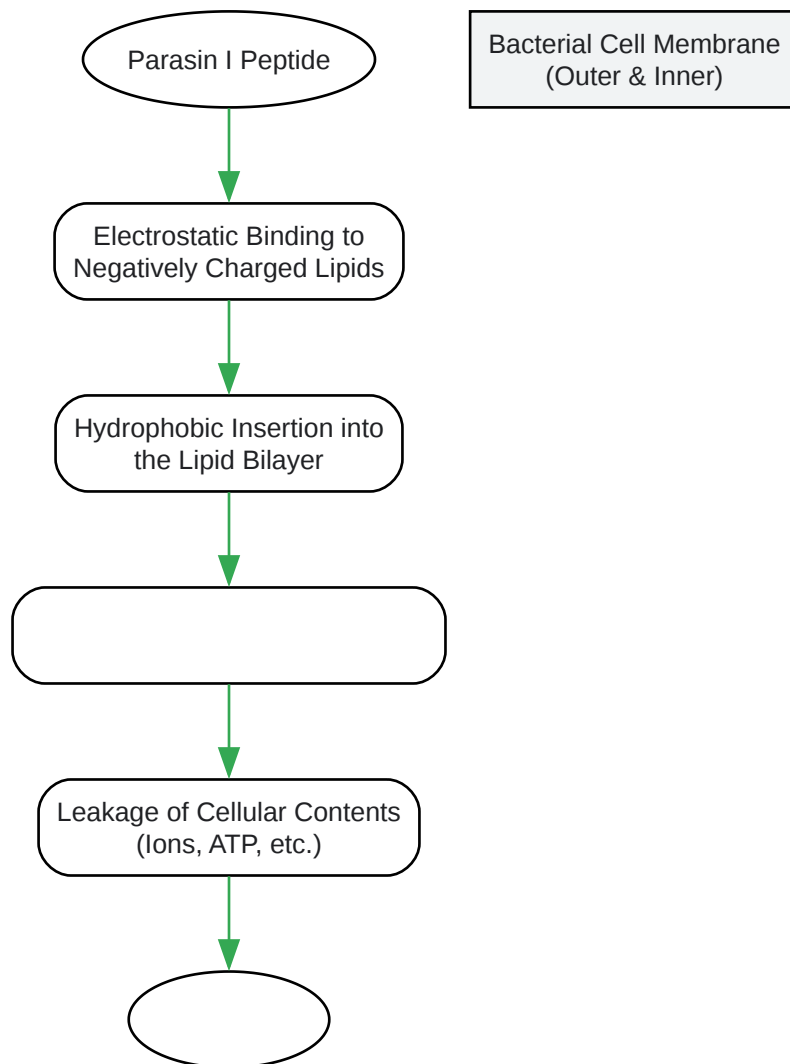 Parasin I Peptide
Bacterial Cell Membrane
(Outer & Inner)
Electrostatic Binding to
Negatively Charged Lipids
Hydrophobic Insertion into
the Lipid Bilayer
Leakage of Cellular Contents
(Ions, ATP, etc.)